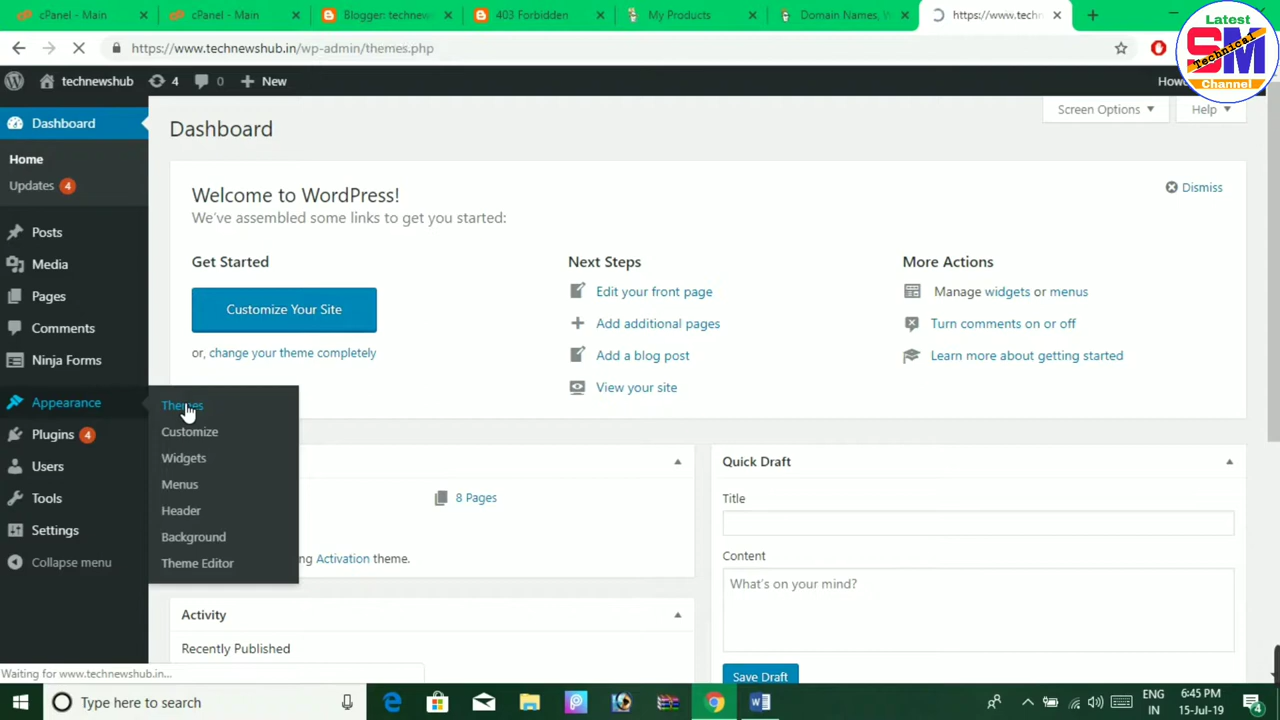 cPanel - Main
cPanel - Main
Blogger: technews
403 Forbidden
My Products
Domain Names, Y
https://www.techn
Latest
SM
Technical
Channel
https://www.technewshub.in/wp-admin/themes.php
technewshub
4
0
New
Howd
Screen Options
Help
Dashboard
Home
Updates 4
Posts
Media
Pages
Comments
Ninja Forms
Appearance
Plugins 4
Users
Tools
Settings
Collapse menu
Themes
Customize
Widgets
Menus
Header
Background
Theme Editor
Dashboard
Welcome to WordPress!
Dismiss
We've assembled some links to get you started:
Get Started
Customize Your Site
or, change your theme completely
Next Steps
Edit your front page
Add additional pages
Add a blog post
View your site
More Actions
Manage widgets or menus
Turn comments on or off
Learn more about getting started
8 Pages
ng Activation theme.
Activity
Recently Published
Quick Draft
Title
Content
What's on your mind?
Save Draft
Waiting for www.technewshub.in...
Type here to search
ENG
IN
6:45 PM
15-Jul-19
4